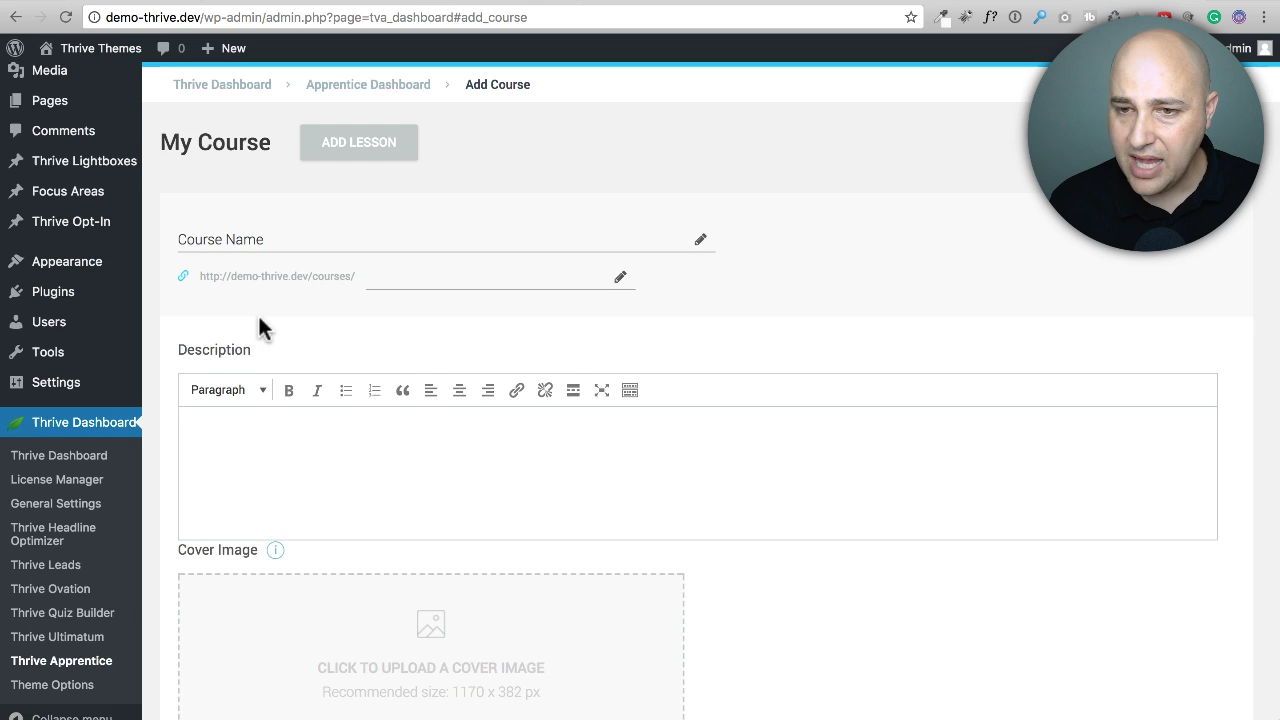 demo-thrive.dev/wp-admin/admin.php?page=tva_dashboard#add_course
Thrive Themes 0 New
Media
Pages
Comments
Thrive Lightboxes
Focus Areas
Thrive Opt-In
Appearance
Plugins
Users
Tools
Settings
Thrive Dashboard
Thrive Dashboard
License Manager
General Settings
Thrive Headline
Optimizer
Thrive Leads
Thrive Ovation
Thrive Quiz Builder
Thrive Ultimatum
Thrive Apprentice
Theme Options
Collapse menu
Thrive Dashboard > Apprentice Dashboard > Add Course
My Course ADD LESSON
Course Name
http://demo-thrive.dev/courses/
Description
Paragraph
Cover Image
CLICK TO UPLOAD A COVER IMAGE
Recommended size: 1170 x 382 px